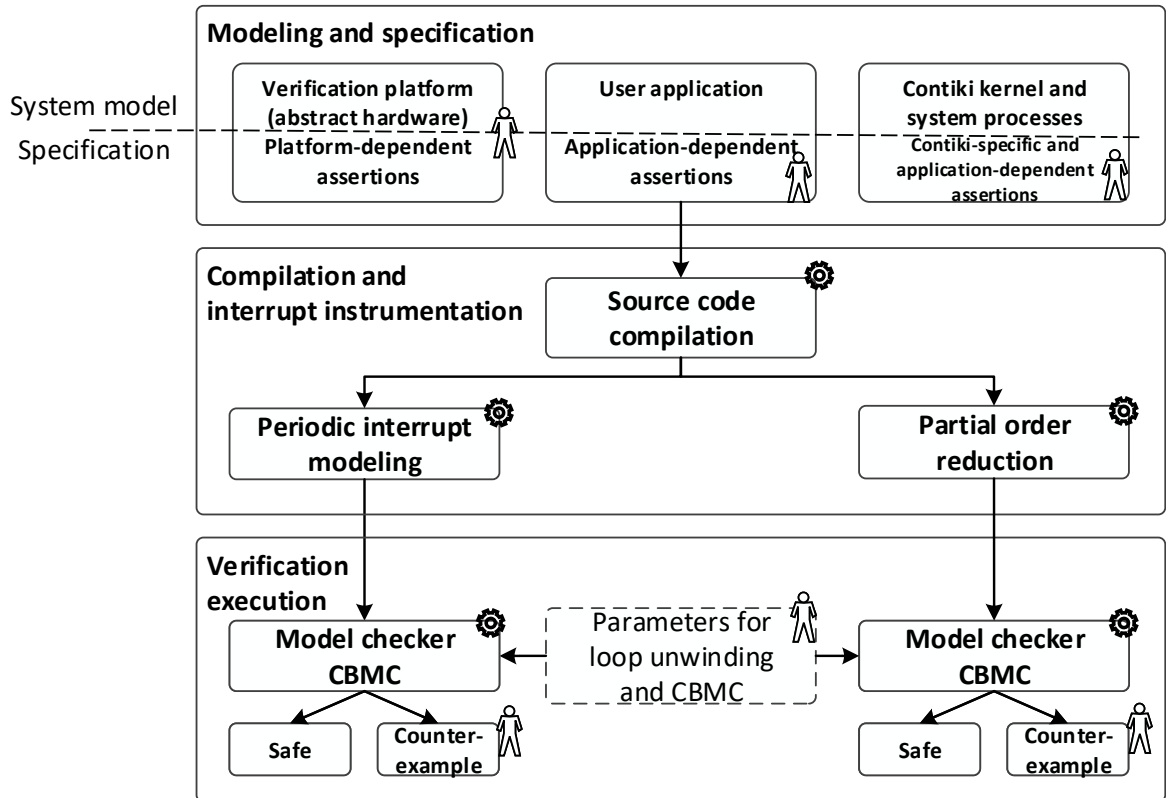 Modeling and specification
System model
Specification
Verification platform
(abstract hardware)
Platform-dependent
assertions
User application
Application-dependent
assertions
Contiki kernel and
system processes
Contiki-specific and
application-dependent
assertions
Compilation and
interrupt instrumentation
Source code
compilation
Periodic interrupt
modeling
Partial order
reduction
Verification
execution
Model checker
CBMC
Parameters for
loop unwinding
and CBMC
Model checker
CBMC
Safe
Counter-
example
Safe
Counter-
example